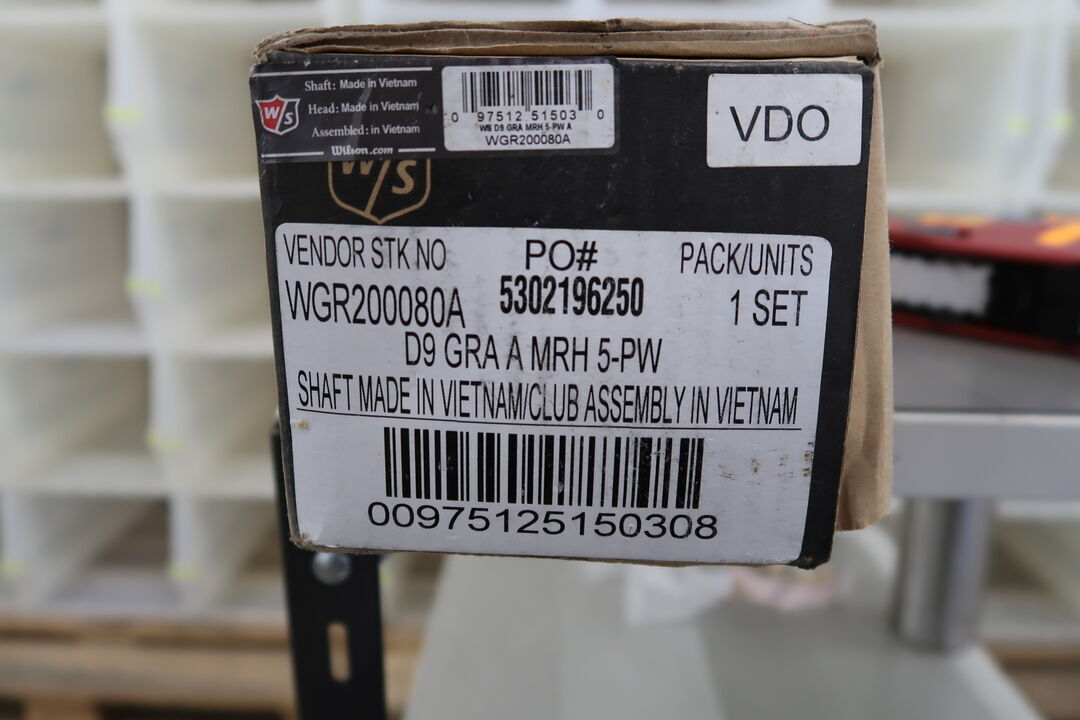 Shaft: Made in Vietnam
Head: Made in Vietnam
Assembled: in Vietnam
Wilson.com
W/S
0 97512 51503 0
WS D9 GRA MRH 5-PW A
WGR200080A
VDO
W/S
VENDOR STK NO PO# PACK/UNITS
WGR200080A 5302196250 1 SET
D9 GRA A MRH 5-PW
SHAFT MADE IN VIETNAM/CLUB ASSEMBLY IN VIETNAM
00975125150308